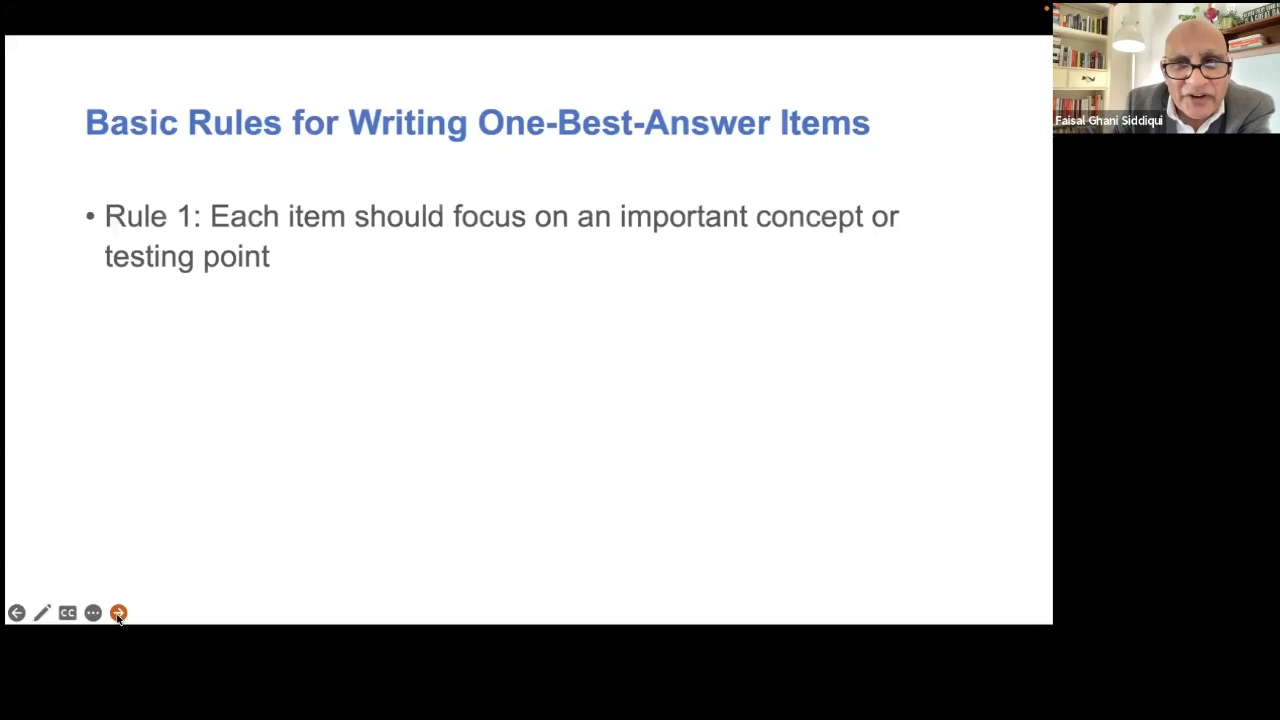 Basic Rules for Writing One-Best-Answer Items
• Rule 1: Each item should focus on an important concept or
testing point
Faisal Ghani Siddiqui
CC